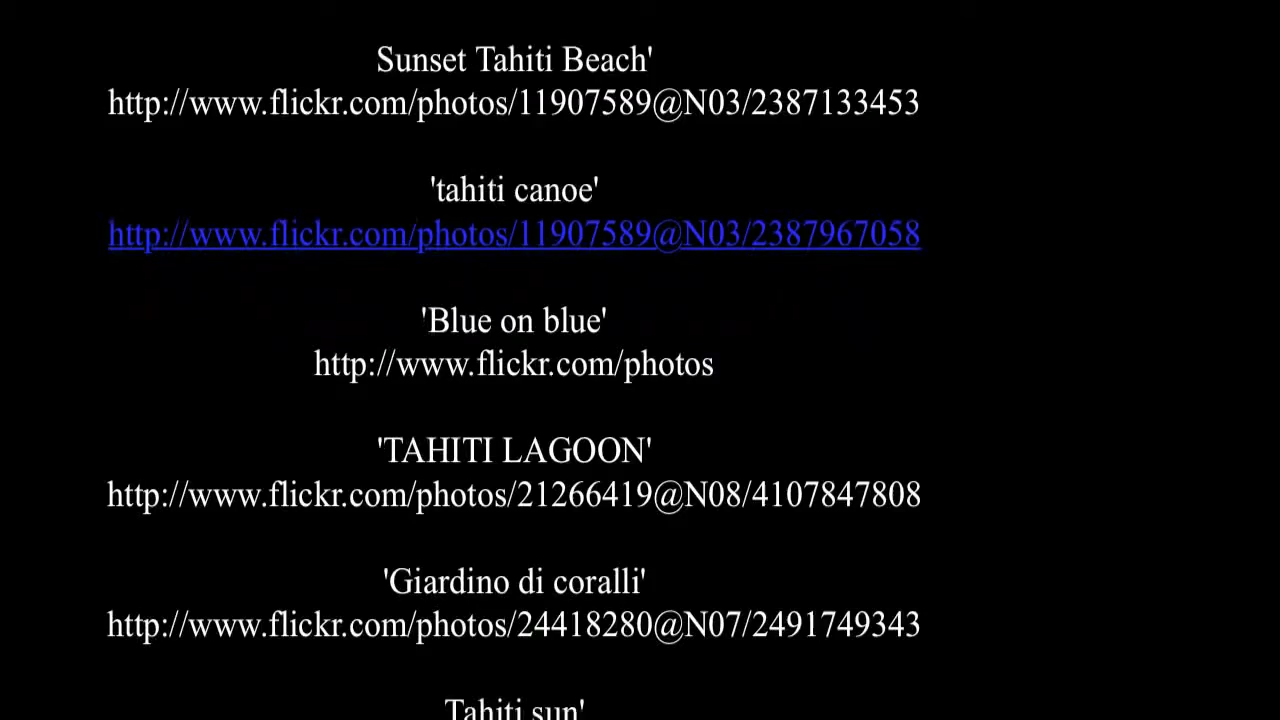 Sunset Tahiti Beach'
http://www.flickr.com/photos/11907589@N03/2387133453
'tahiti canoe'
http://www.flickr.com/photos/11907589@N03/2387967058
'Blue on blue'
http://www.flickr.com/photos
'TAHITI LAGOON'
http://www.flickr.com/photos/21266419@N08/4107847808
'Giardino di coralli'
http://www.flickr.com/photos/24418280@N07/2491749343
Tahiti sun'